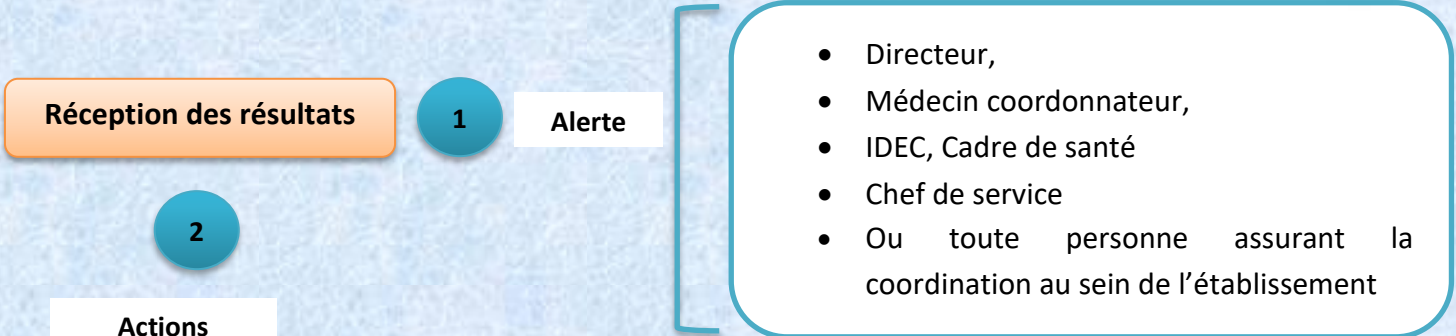 Réception des résultats
1
Alerte
• Directeur,
• Médecin coordonnateur,
• IDEC, Cadre de santé
• Chef de service
• Ou toute personne assurant la
coordination au sein de l’établissement
2
Actions